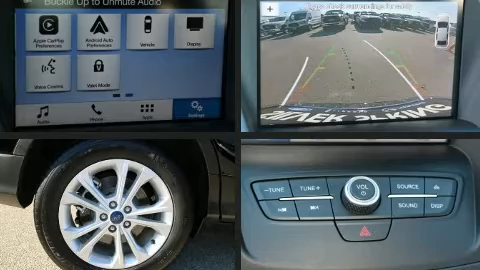 Buckle Up to Unmute Audio
Apple CarPlay Preferences
Android Auto Preferences
Vehicle
Display
Voice Control
Valet Mode
Audio
Phone
Apps
Settings
- TUNE
TUNE +
VOL
SOURCE
SOUND
DISP